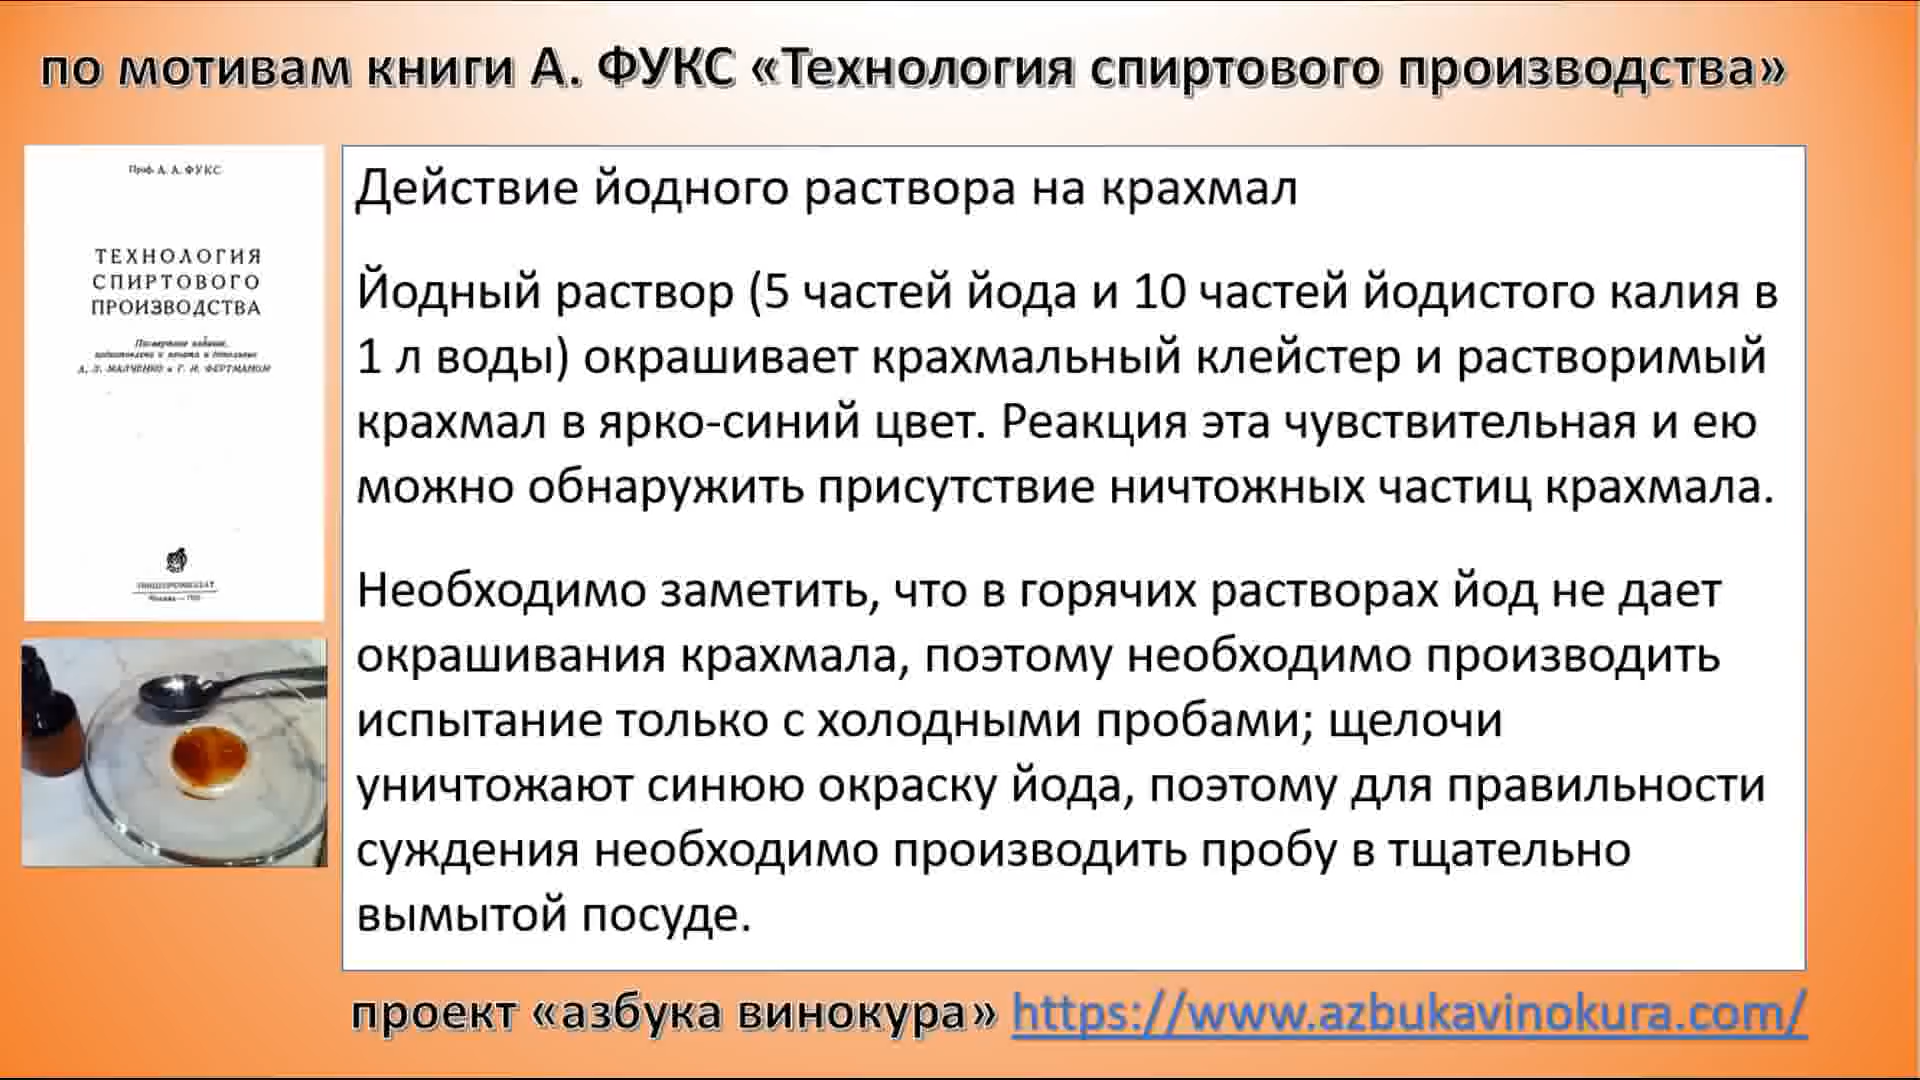 по мотивам книги А. ФУКС «Технология спиртового производства»
Проф. А. А. ФУКС
ТЕХНОЛОГИЯ
СПИРТОВОГО
ПРОИЗВОДСТВА
А. Л. МАЛЧЕНКО и Г. И. ФЕРТМАНОМ
ПИЩЕПРОМИЗДАТ
Действие йодного раствора на крахмал
Йодный раствор (5 частей йода и 10 частей йодистого калия в
1 л воды) окрашивает крахмальный клейстер и растворимый
крахмал в ярко-синий цвет. Реакция эта чувствительная и ею
можно обнаружить присутствие ничтожных частиц крахмала.
Необходимо заметить, что в горячих растворах йод не дает
окрашивания крахмала, поэтому необходимо производить
испытание только с холодными пробами; щелочи
уничтожают синюю окраску йода, поэтому для правильности
суждения необходимо производить пробу в тщательно
вымытой посуде.
проект «азбука винокура» https://www.azbukavinokura.com/